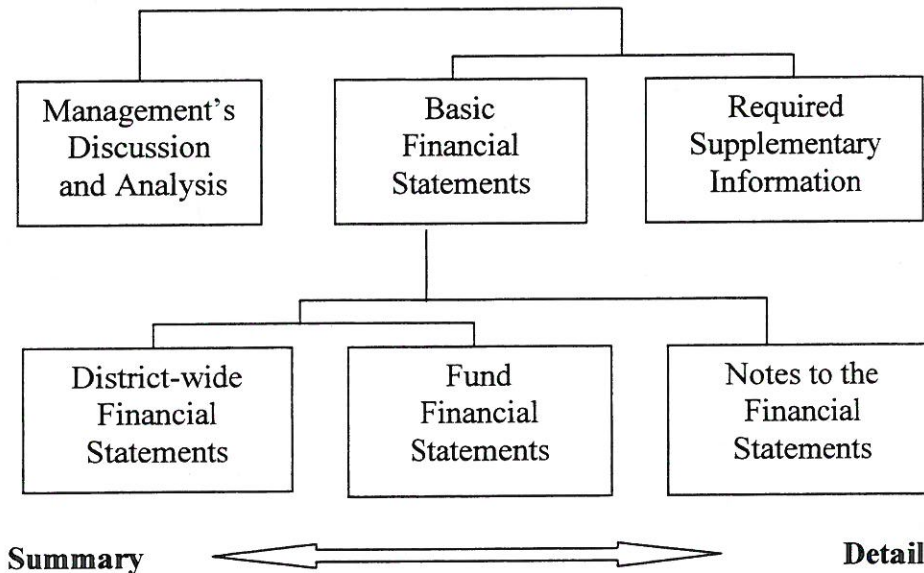 Management's
Discussion
and Analysis
Basic
Financial
Statements
Required
Supplementary
Information
District-wide
Financial
Statements
Fund
Financial
Statements
Notes to the
Financial
Statements
Summary
Detail